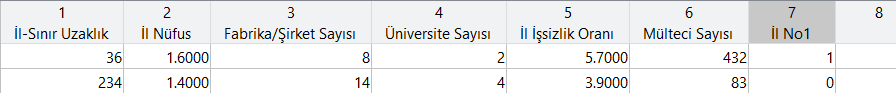 1 2 3 4 5 6 7 8
İl-Sınır Uzaklık İl Nüfus Fabrika/Şirket Sayısı Üniversite Sayısı İl İşsizlik Oranı Mülteci Sayısı İl No1
36 1.6000 8 2 5.7000 432 1
234 1.4000 14 4 3.9000 83 0